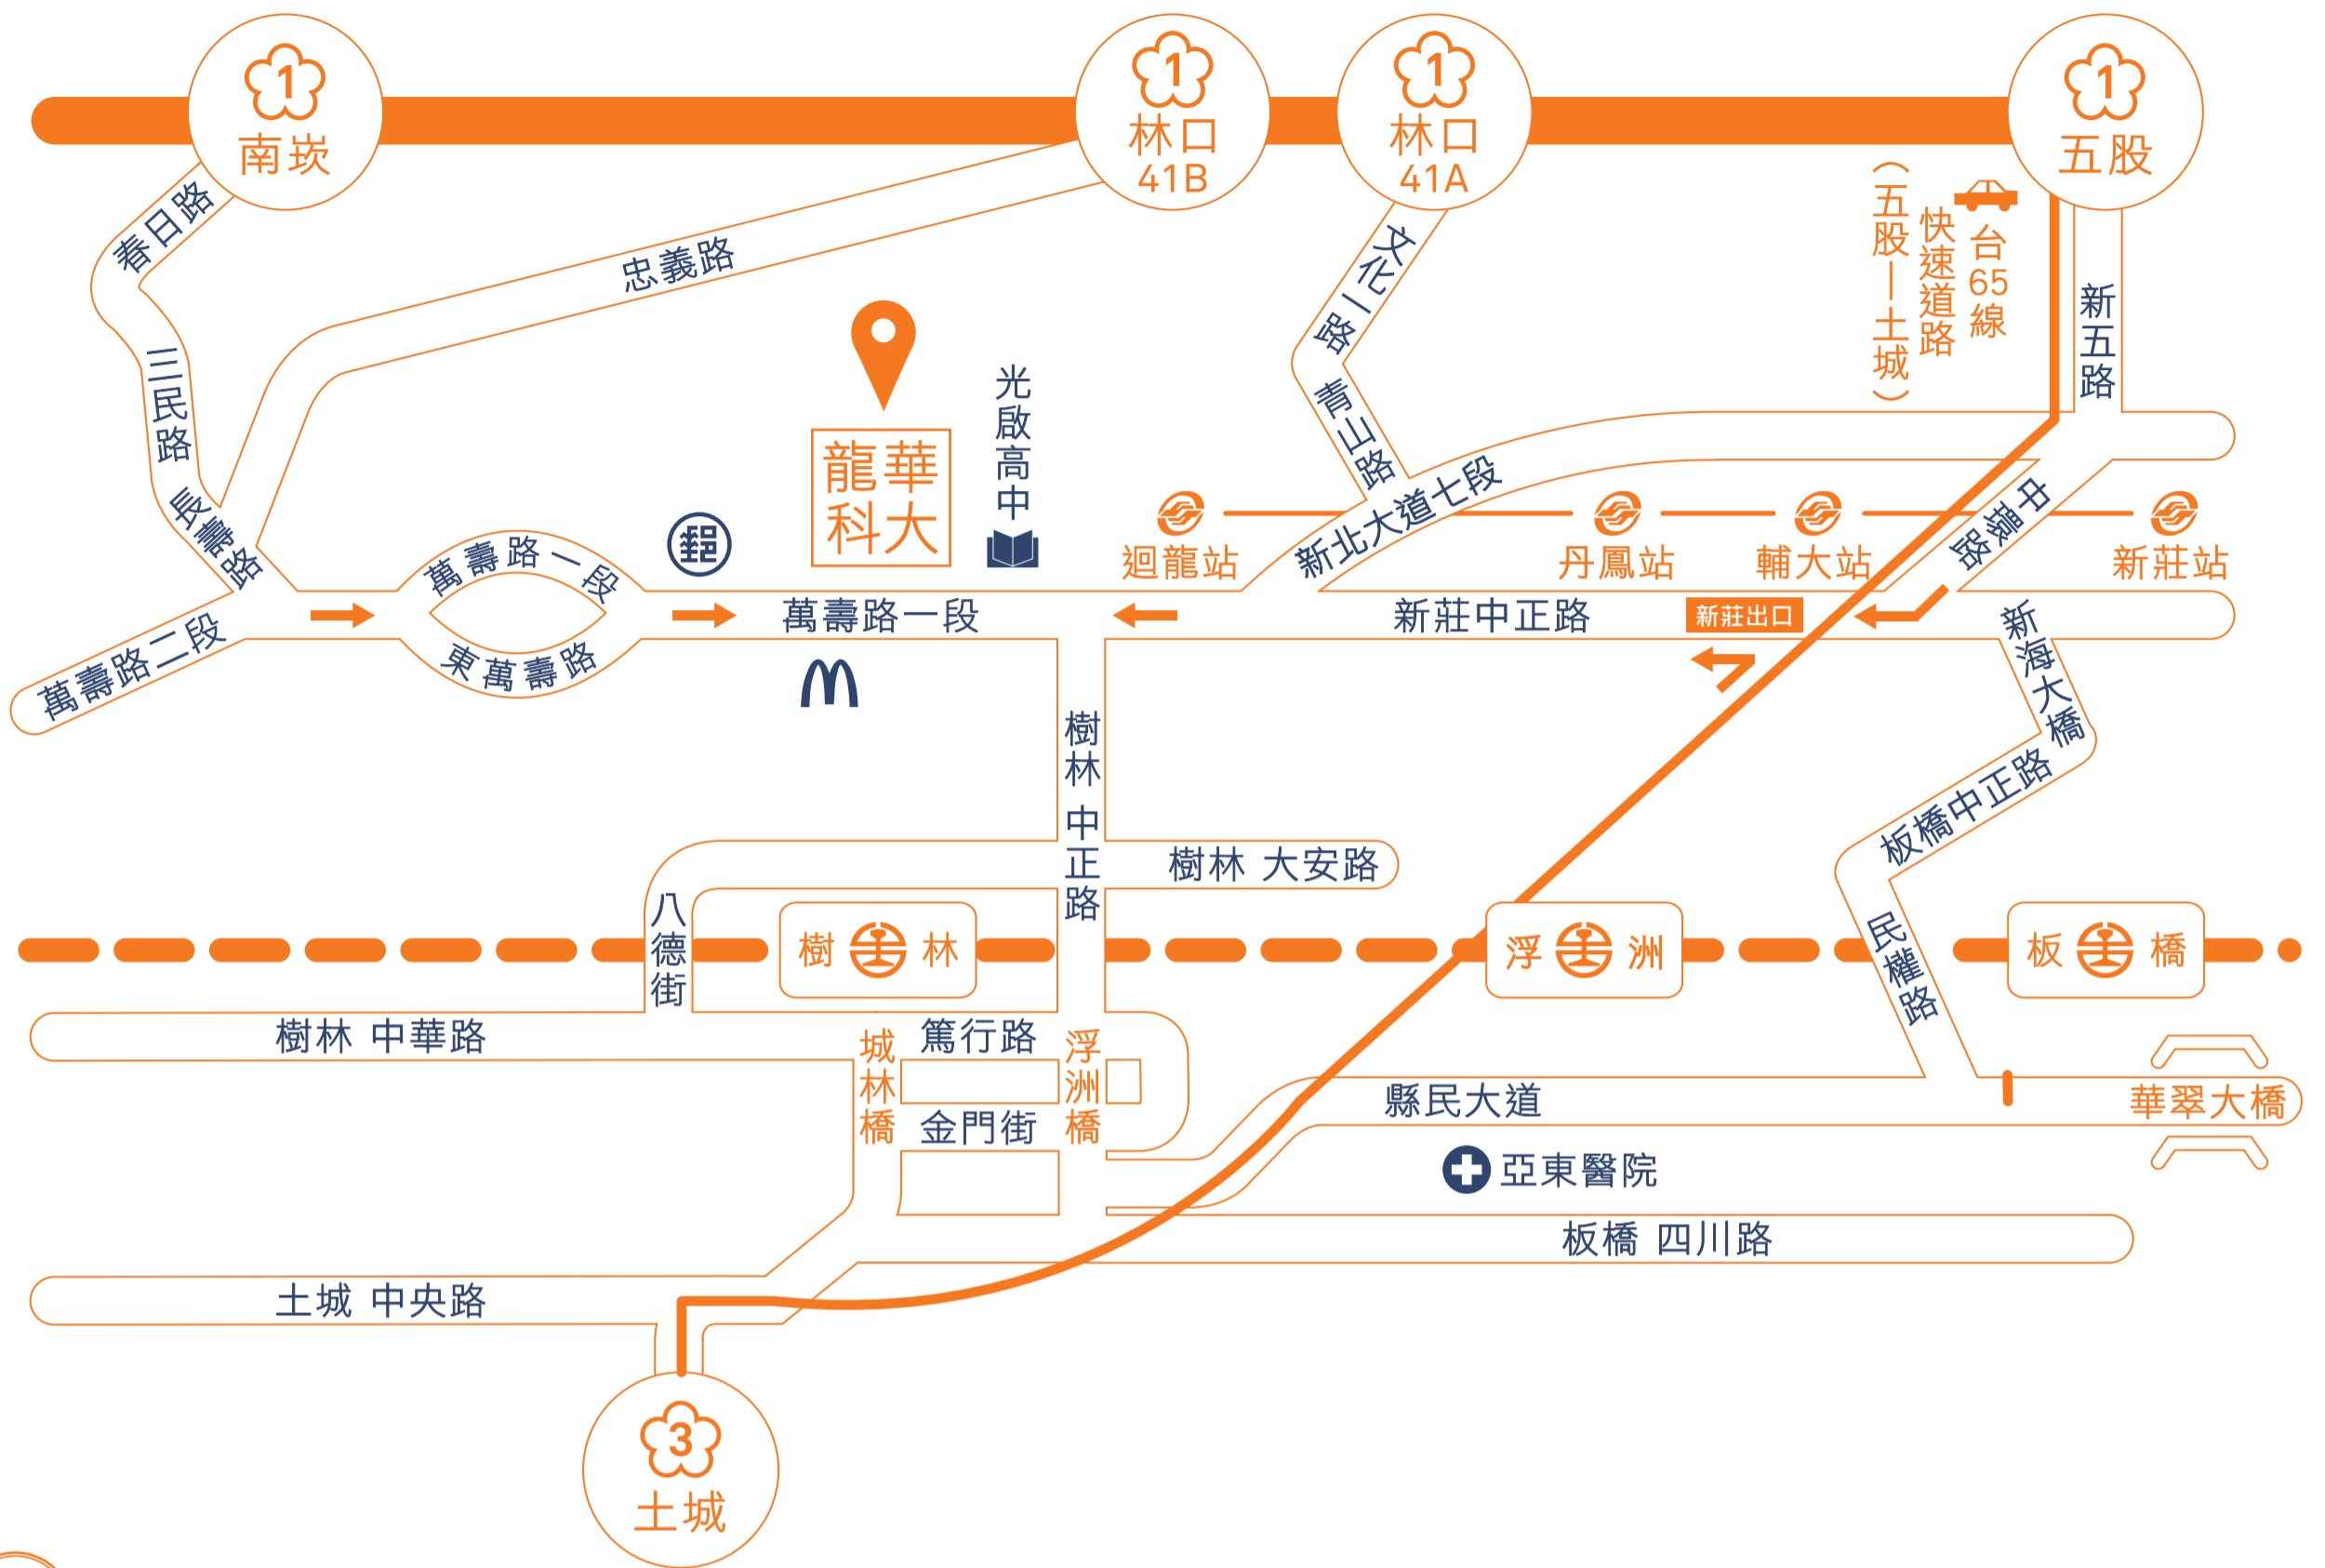 1
南崁
1
林口
41B
1
林口
41A
1
五股
春日路
忠義路
文化一路
(五股—土城)
快速道路
台65線
新五路
三民路
青山路
光啟高中
龍華
科大
長壽路
萬壽路一段
新北大道七段
迴龍站
丹鳳站
輔大站
新莊站
中華路
萬壽路一段
新莊中正路
新莊出口
萬壽路二段
東萬壽路
新海大橋
樹林 中正路
板橋中正路
樹林 大安路
八德街
樹林
浮洲
板橋
民權路
樹林 中華路
城林橋
篤行路
浮洲橋
金門街
縣民大道
華翠大橋
亞東醫院
板橋 四川路
土城 中央路
3
土城